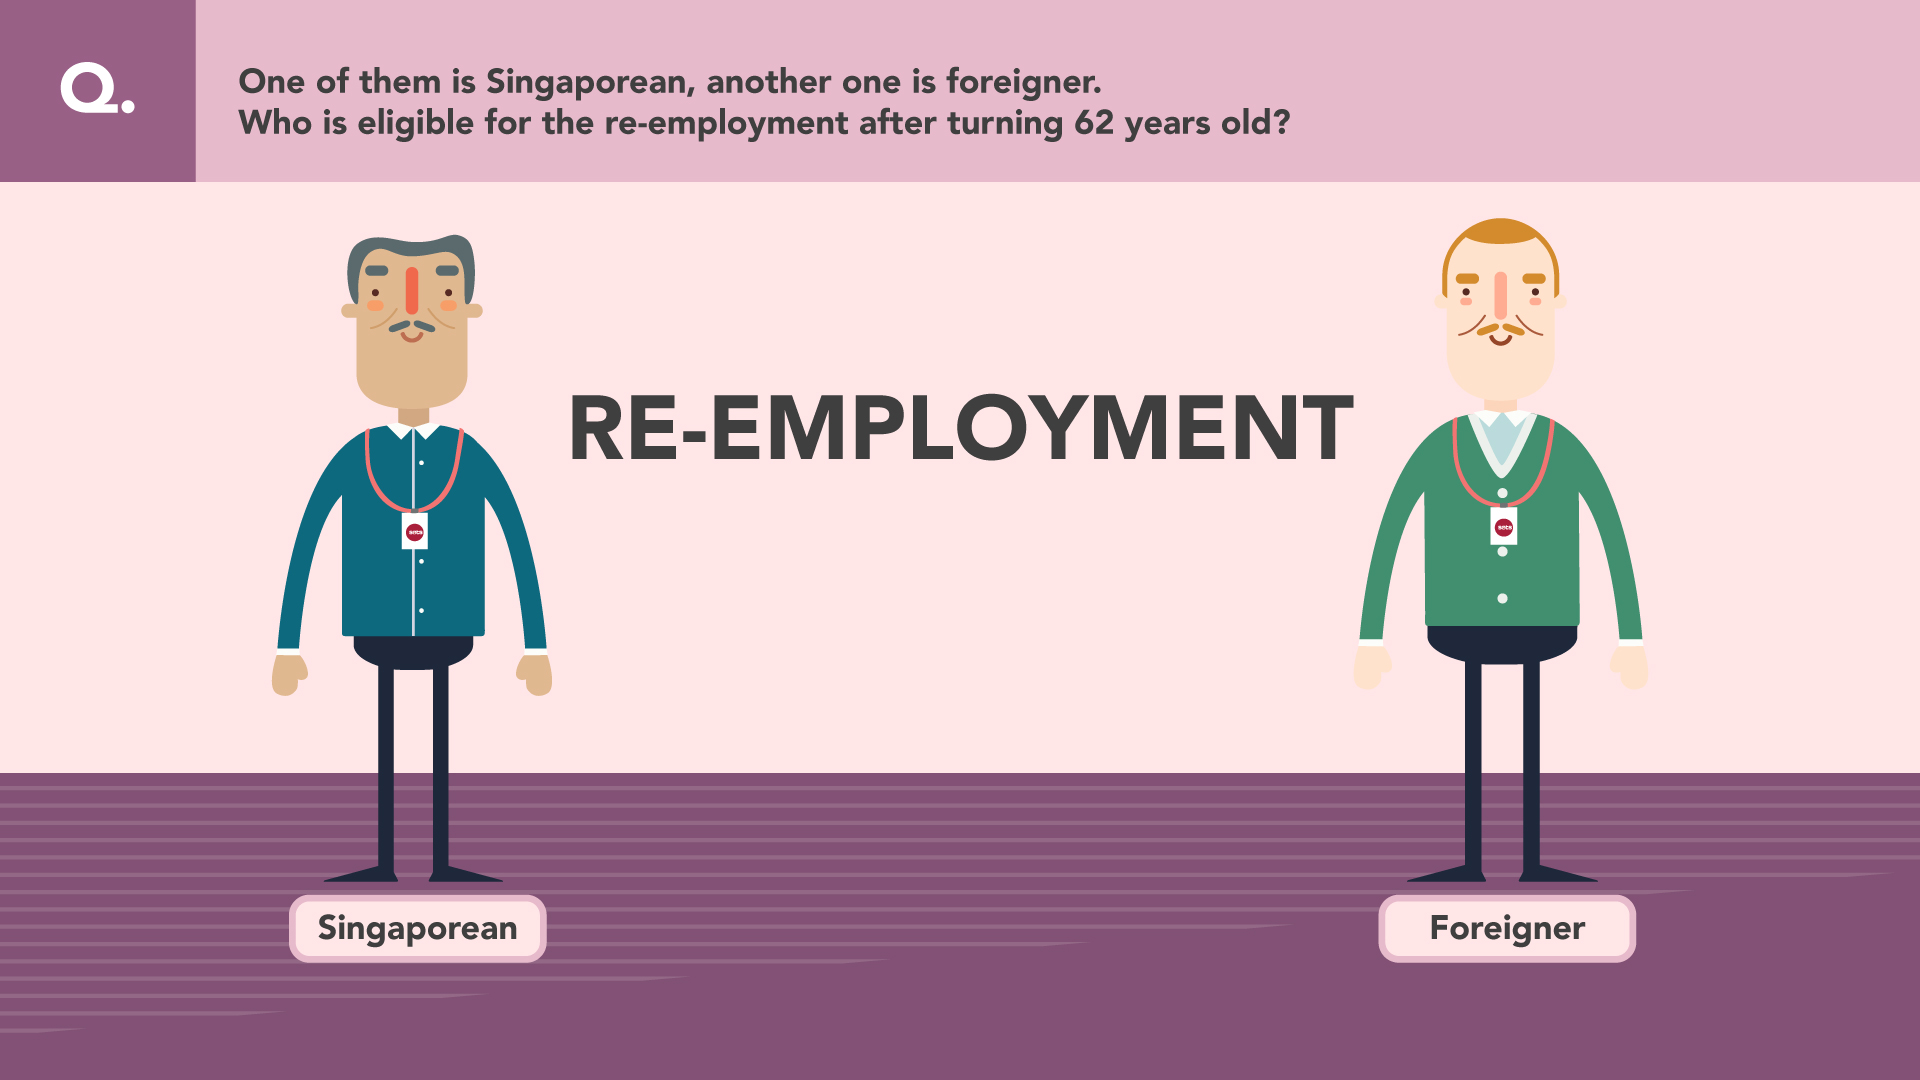 Q.
One of them is Singaporean, another one is foreigner.
Who is eligible for the re-employment after turning 62 years old?
RE-EMPLOYMENT
sats
sats
Singaporean
Foreigner